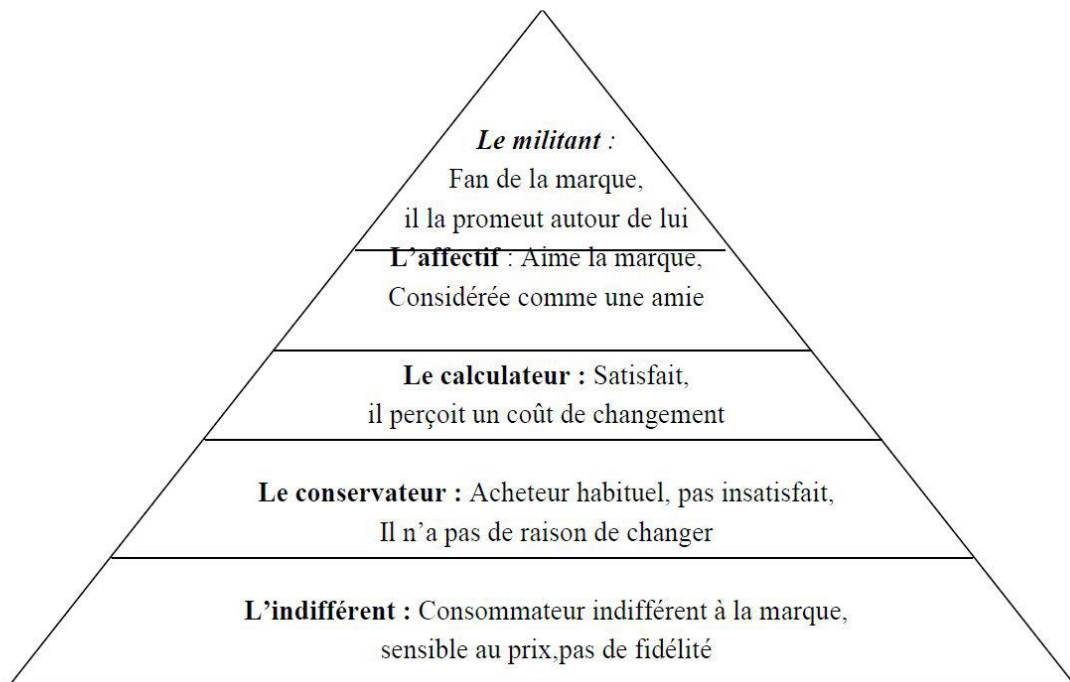 Le militant :
Fan de la marque,
il la promeut autour de lui
L’affectif : Aime la marque,
Considérée comme une amie
Le calculateur : Satisfait,
il perçoit un coût de changement
Le conservateur : Acheteur habituel, pas insatisfait,
Il n’a pas de raison de changer
L’indifférent : Consommateur indifférent à la marque,
sensible au prix,pas de fidélité